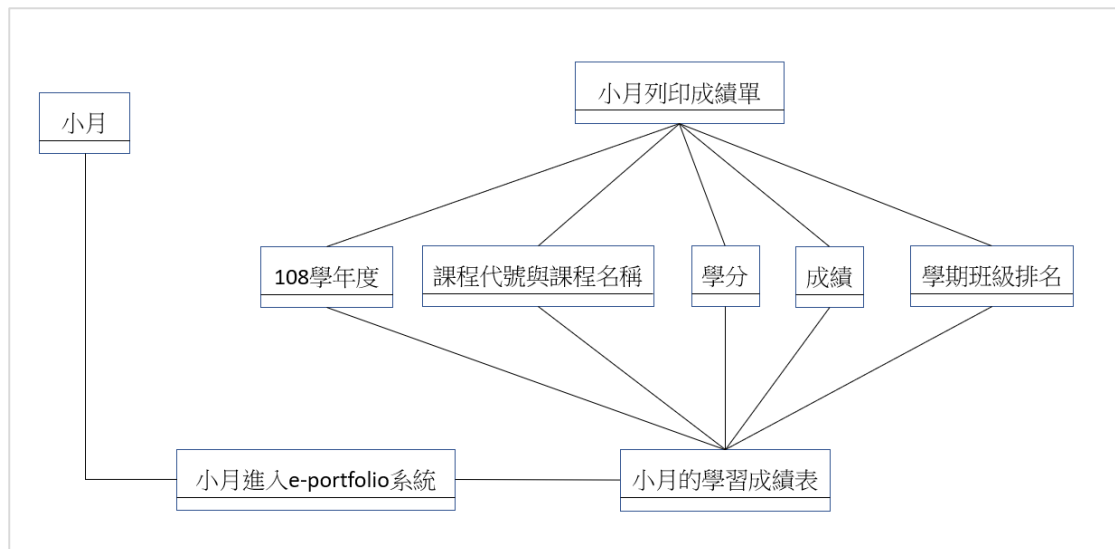 小月列印成績單
小月
108學年度
課程代號與課程名稱
學分
成績
學期班級排名
小月進入e-portfolio系統
小月的學習成績表